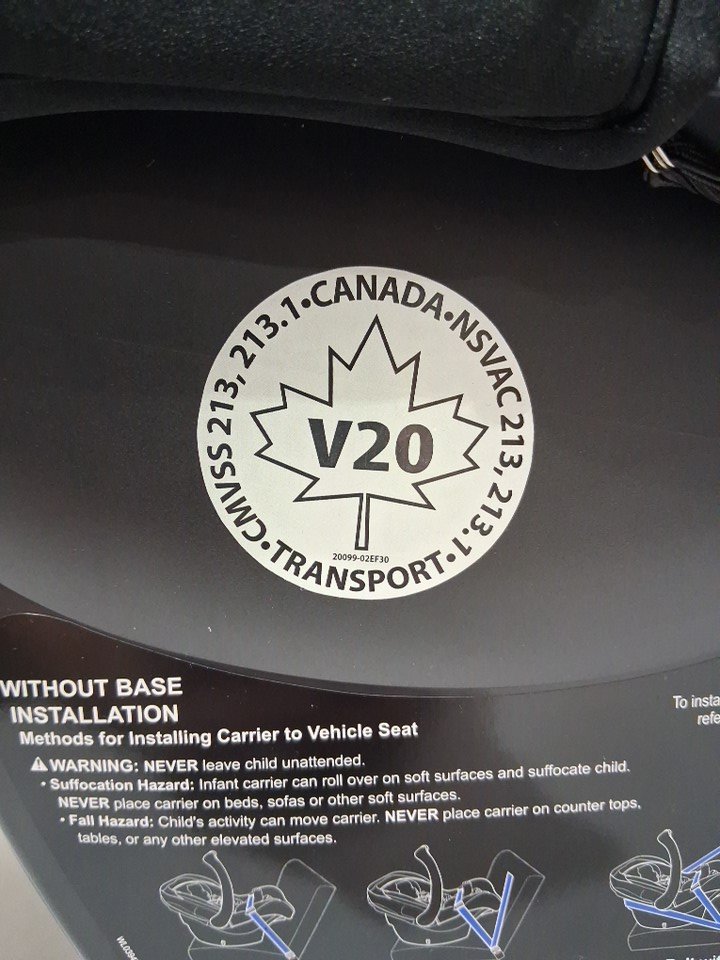 CMVSS 213, 213.1•CANADA•NSVAC 213, 213.1•TRANSPORT•
V20
20099-02EF30
WITHOUT BASE
INSTALLATION
Methods for Installing Carrier to Vehicle Seat
WARNING: NEVER leave child unattended.
• Suffocation Hazard: Infant carrier can roll over on soft surfaces and suffocate child.
NEVER place carrier on beds, sofas or other soft surfaces.
• Fall Hazard: Child's activity can move carrier. NEVER place carrier on counter tops,
tables, or any other elevated surfaces.
To insta
refe